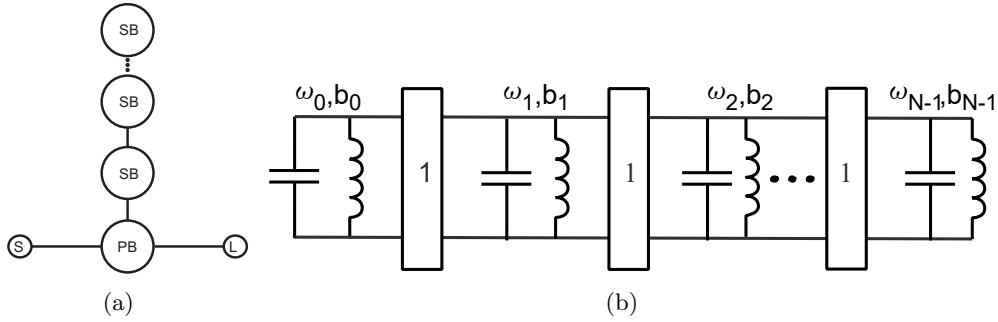 SB
SB
SB
S
PB
L
(a)
ω0,b0
ω1,b1
ω2,b2
ωN-1,bN-1
1
1
1
(b)